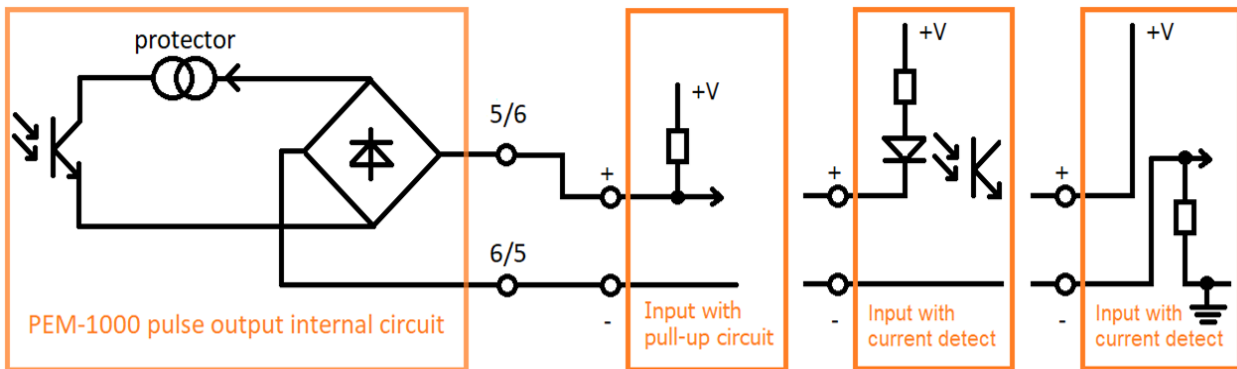 protector
5/6
6/5
PEM-1000 pulse output internal circuit
+V
+
-
Input with
pull-up circuit
+V
+
-
Input with
current detect
+V
+
-
Input with
current detect